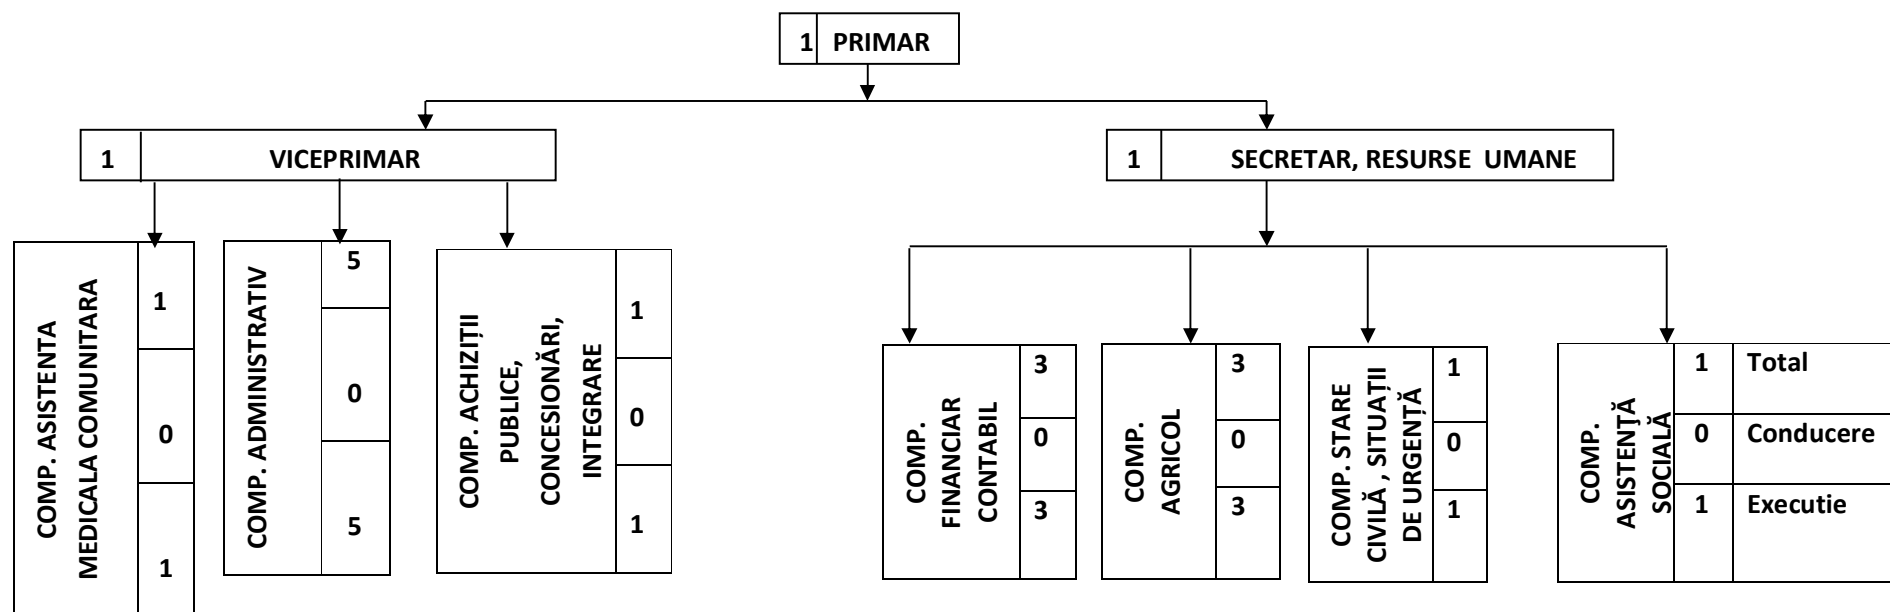 1 PRIMAR
1 VICEPRIMAR
1 SECRETAR, RESURSE UMANE
COMP. ASISTENTA
MEDICALA COMUNITARA
1
0
1
COMP. ADMINISTRATIV
5
0
5
COMP. ACHIZIȚII
PUBLICE,
CONCESIONĂRI,
INTEGRARE
1
0
1
COMP.
FINANCIAR
CONTABIL
3
0
3
COMP.
AGRICOL
3
0
3
COMP. STARE
CIVILĂ , SITUAȚII
DE URGENȚĂ
1
0
1
COMP.
ASISTENŢĂ
SOCIALĂ
1 Total
0 Conducere
1 Executie